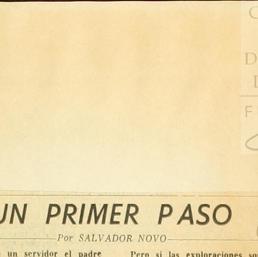 UN PRIMER PASO
Por SALVADOR NOVO
un servidor el padre
Pero si las exploraciones